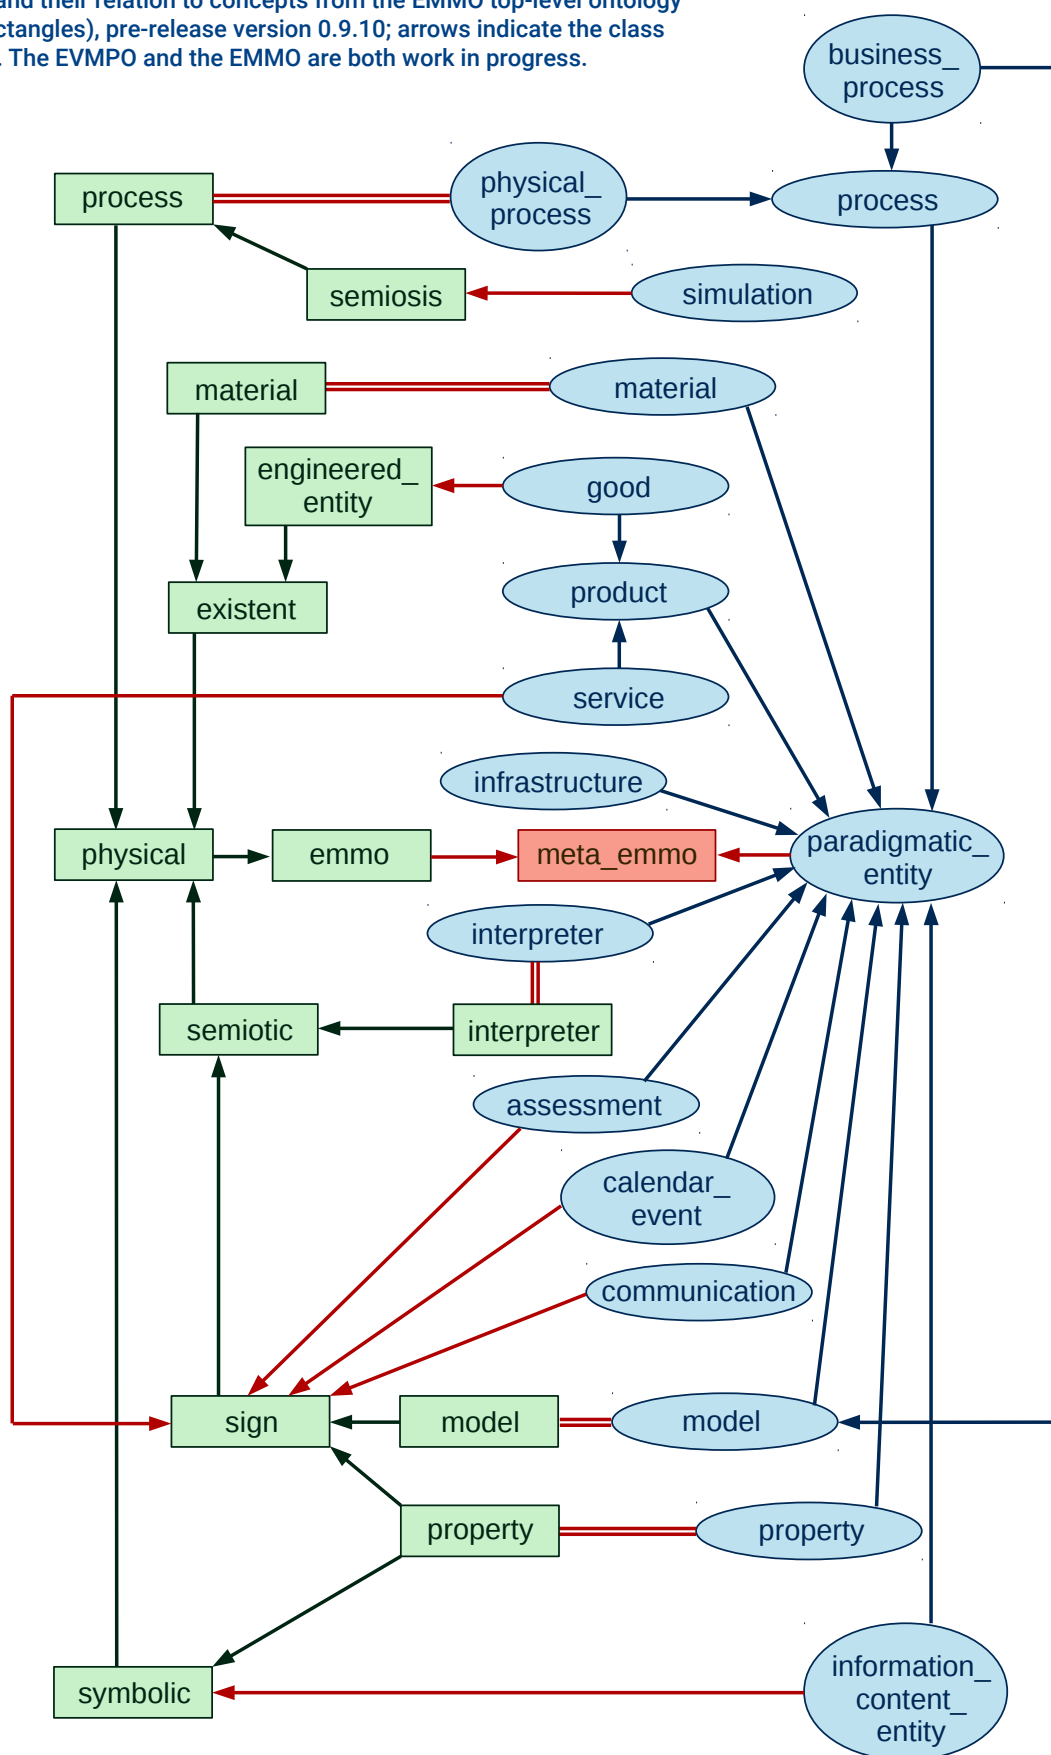 and their relation to concepts from the EMMO top-level ontology
ctangles), pre-release version 0.9.10; arrows indicate the class
. The EVMPO and the EMMO are both work in progress.
business_
process
process
physical_
process
process
semiosis
simulation
material
material
engineered_
entity
good
existent
product
service
infrastructure
physical
emmo
meta_emmo
paradigmatic_
entity
interpreter
semiotic
interpreter
assessment
calendar_
event
communication
sign
model
model
property
property
symbolic
information_
content_
entity